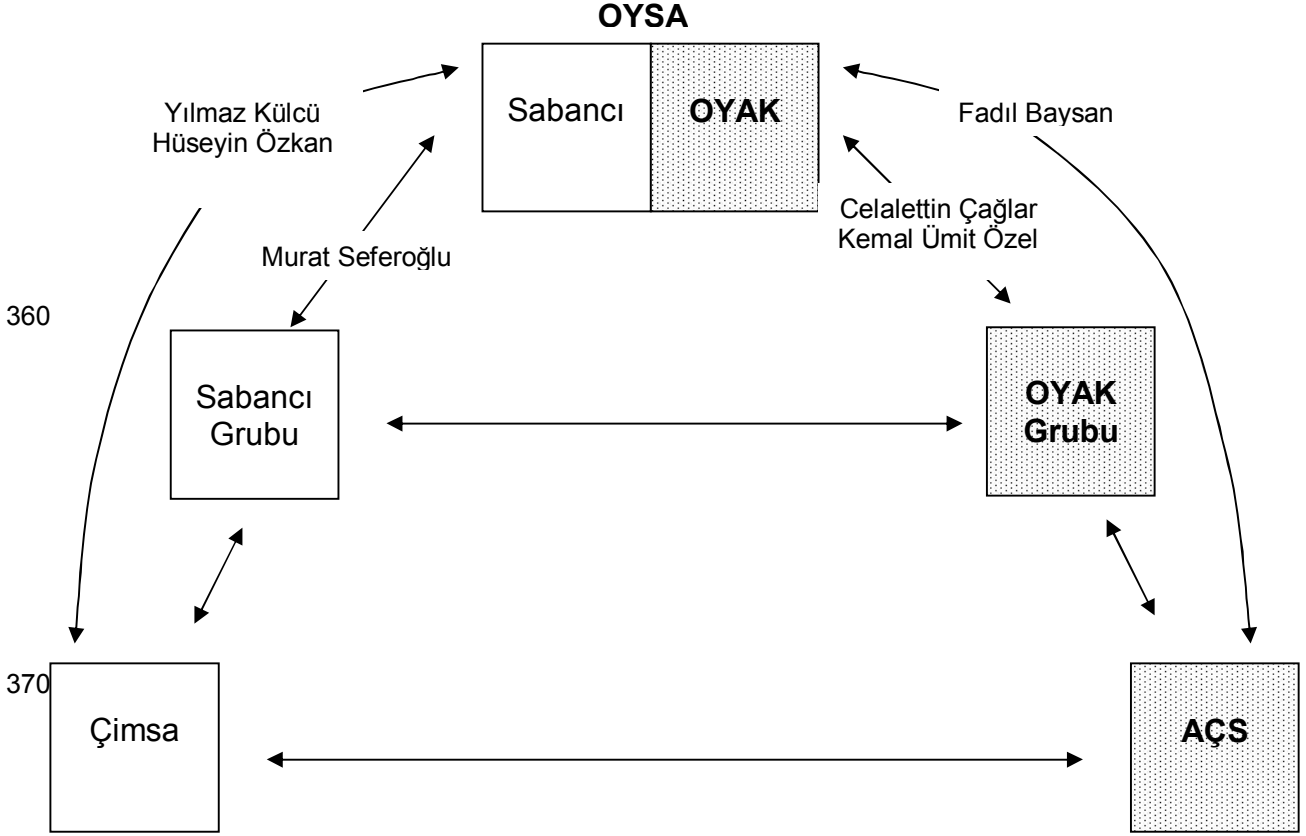 OYSA
Sabancı
OYAK
Yılmaz Külcü
Hüseyin Özkan
Fadıl Baysan
Celalettin Çağlar
Kemal Ümit Özel
Murat Seferoğlu
360
Sabancı
Grubu
OYAK
Grubu
370
Çimsa
AÇS